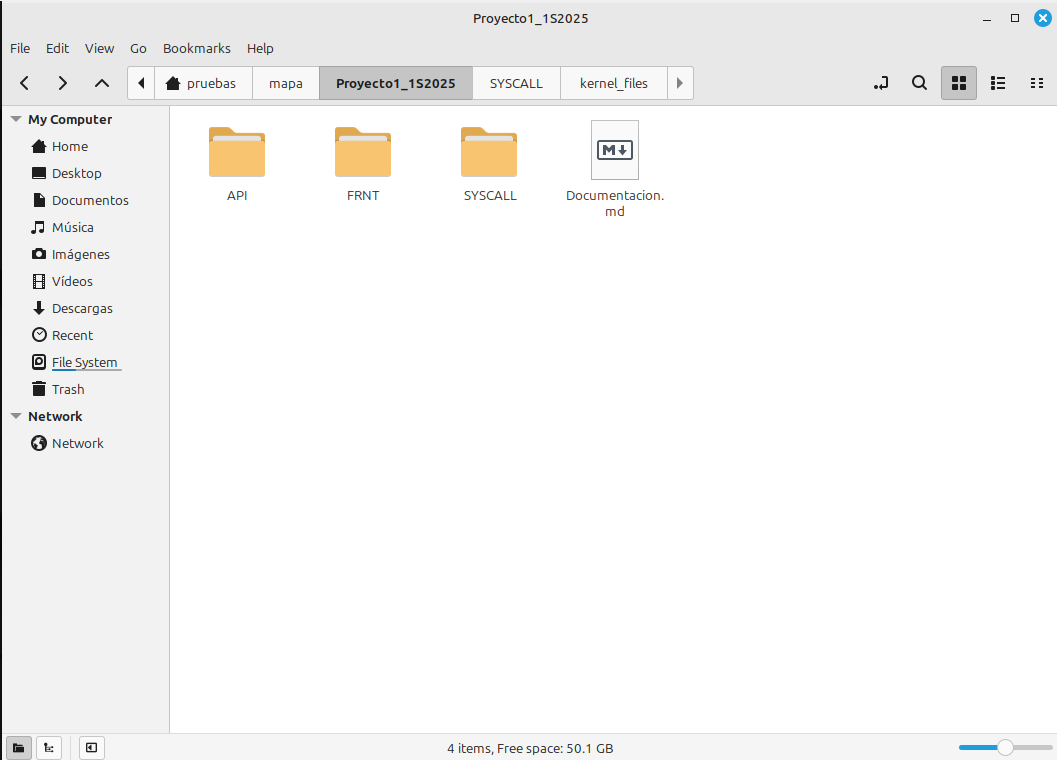 Proyecto1_1S2025
File Edit View Go Bookmarks Help
pruebas mapa Proyecto1_1S2025 SYSCALL kernel_files
My Computer
Home
Desktop
Documentos
Música
Imágenes
Vídeos
Descargas
Recent
File System
Trash
Network
Network
API FRNT SYSCALL Documentacion.
md
M
4 items, Free space: 50.1 GB